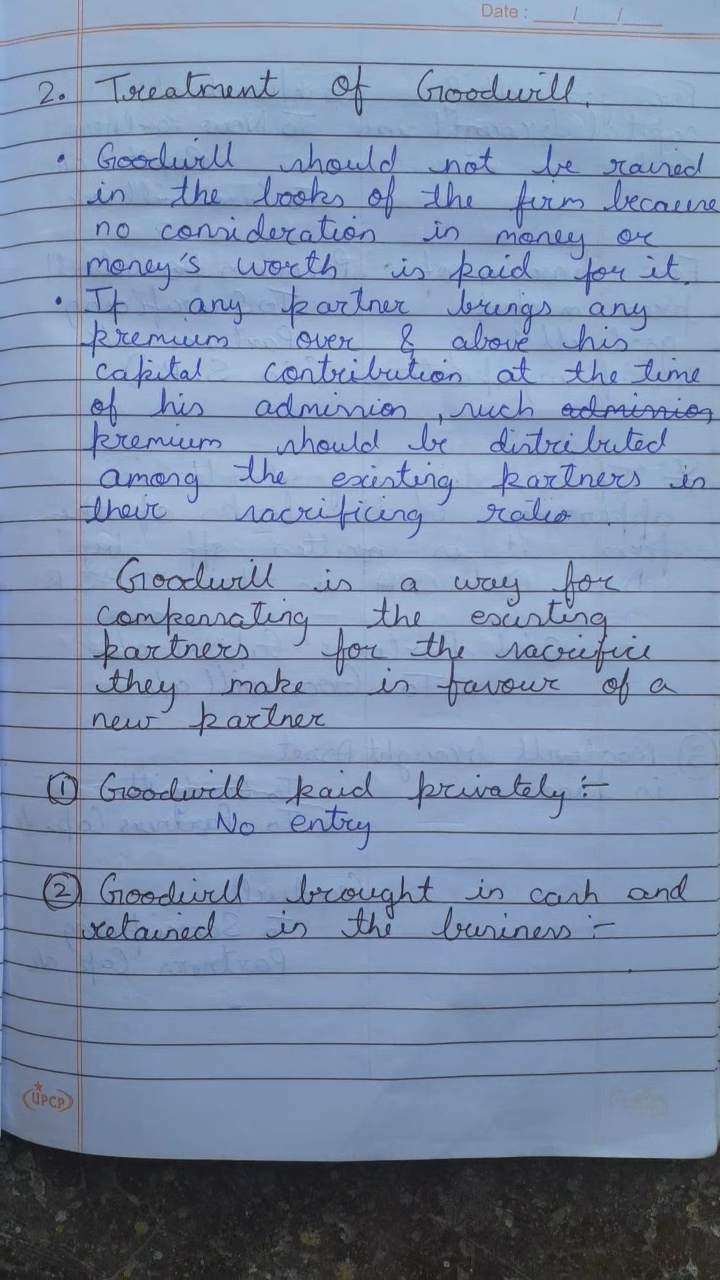 Date : ___/___/___
2. Treatment of Goodwill.
• Goodwill should not be raised
in the books of the firm because
no consideration in money or
money's worth is paid for it.
• If any partner brings any
premium over & above his
capital contribution at the time
of his admission, such admission
premium should be distributed
among the existing partners in
their sacrificing ratio.
Goodwill is a way for
compensating the existing
partners for the sacrifice
they make in favour of a
new partner
① Goodwill paid privately :-
No entry
② Goodwill brought in cash and
retained in the business :-
UPCP